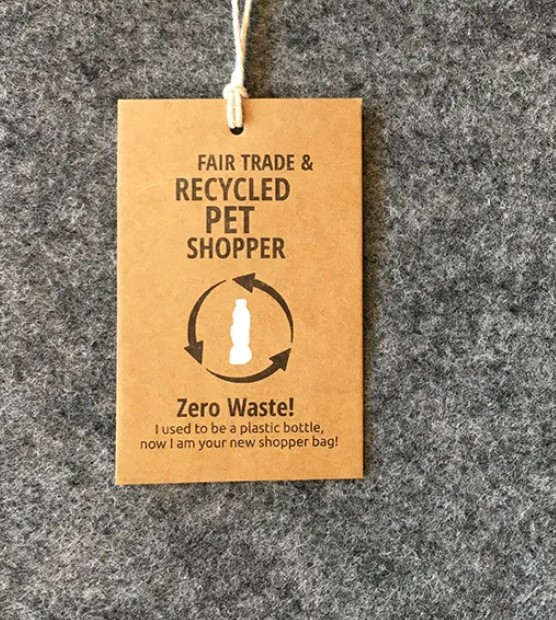 FAIR TRADE &
RECYCLED
PET
SHOPPER
Zero Waste!
I used to be a plastic bottle,
now I am your new shopper bag!